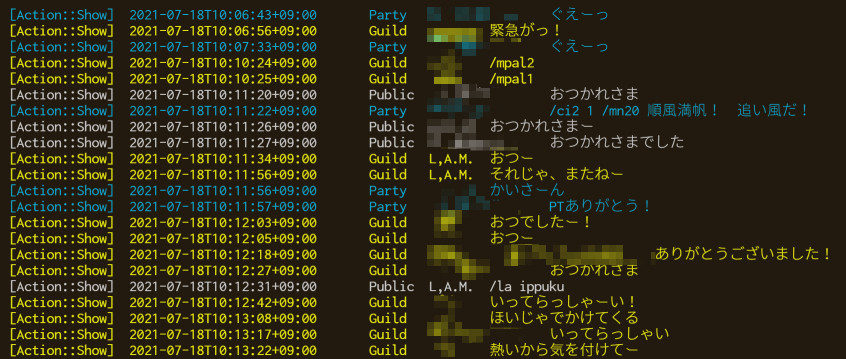 [Action::Show] 2021-07-18T10:06:43+09:00 Party ぐえーっ
[Action::Show] 2021-07-18T10:06:56+09:00 Guild 緊急がっ！
[Action::Show] 2021-07-18T10:07:33+09:00 Party ぐえーっ
[Action::Show] 2021-07-18T10:10:24+09:00 Guild /mpal2
[Action::Show] 2021-07-18T10:10:25+09:00 Guild /mpal1
[Action::Show] 2021-07-18T10:11:20+09:00 Public おつかれさま
[Action::Show] 2021-07-18T10:11:22+09:00 Party /ci2 1 /mn20 順風満帆！ 追い風だ！
[Action::Show] 2021-07-18T10:11:26+09:00 Public おつかれさまー
[Action::Show] 2021-07-18T10:11:27+09:00 Public おつかれさまでした
[Action::Show] 2021-07-18T10:11:34+09:00 Guild L,A.M. おつー
[Action::Show] 2021-07-18T10:11:56+09:00 Guild L,A.M. それじゃ、またねー
[Action::Show] 2021-07-18T10:11:56+09:00 Party かいさーん
[Action::Show] 2021-07-18T10:11:57+09:00 Party PTありがとう！
[Action::Show] 2021-07-18T10:12:03+09:00 Guild おつでしたー！
[Action::Show] 2021-07-18T10:12:05+09:00 Guild おつー
[Action::Show] 2021-07-18T10:12:18+09:00 Guild ありがとうございました！
[Action::Show] 2021-07-18T10:12:27+09:00 Guild おつかれさま
[Action::Show] 2021-07-18T10:12:31+09:00 Public L,A.M. /la ippuku
[Action::Show] 2021-07-18T10:12:42+09:00 Guild いってらっしゃーい！
[Action::Show] 2021-07-18T10:13:08+09:00 Guild ほいじゃでかけてくる
[Action::Show] 2021-07-18T10:13:17+09:00 Guild いってらっしゃい
[Action::Show] 2021-07-18T10:13:22+09:00 Guild 熱いから気を付けてー